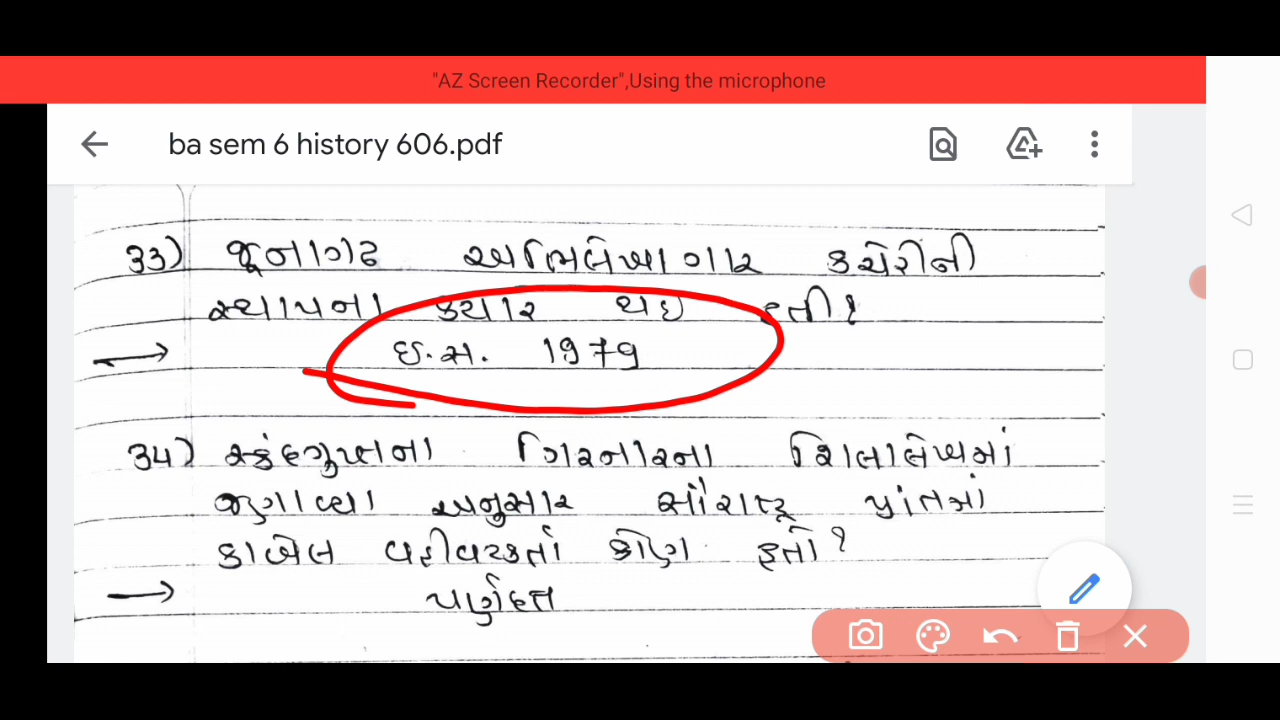 "AZ Screen Recorder",Using the microphone
ba sem 6 history 606.pdf
33) જૂનાગઢ અભિલેખાગાર કચેરીની
સ્થાપના ક્યારે થઇ હતી?
→ ઇ.સ. 1979
34) સ્કંદગુપ્તના ગિરનારના શિલાલેખમાં
જણાવ્યા અનુસાર સૌરાષ્ટ્ર પ્રાંતમાં
કાબેલ વહીવટકર્તા કોણ હતો?
→ પર્ણદત્ત